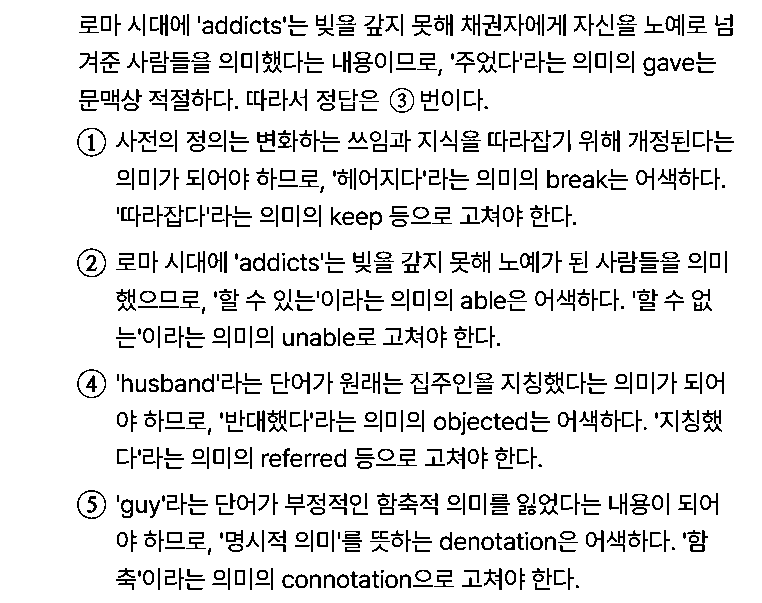 로마 시대에 'addicts'는 빚을 갚지 못해 채권자에게 자신을 노예로 넘
겨준 사람들을 의미했다는 내용이므로, '주었다'라는 의미의 gave는
문맥상 적절하다. 따라서 정답은 ③번이다.
① 사전의 정의는 변화하는 쓰임과 지식을 따라잡기 위해 개정된다는
의미가 되어야 하므로, '헤어지다'라는 의미의 break는 어색하다.
'따라잡다'라는 의미의 keep 등으로 고쳐야 한다.
② 로마 시대에 'addicts'는 빚을 갚지 못해 노예가 된 사람들을 의미
했으므로, '할 수 있는'이라는 의미의 able은 어색하다. '할 수 없
는'이라는 의미의 unable로 고쳐야 한다.
④ 'husband'라는 단어가 원래는 집주인을 지칭했다는 의미가 되어
야 하므로, '반대했다'라는 의미의 objected는 어색하다. '지칭했
다'라는 의미의 referred 등으로 고쳐야 한다.
⑤ 'guy'라는 단어가 부정적인 함축적 의미를 잃었다는 내용이 되어
야 하므로, '명시적 의미'를 뜻하는 denotation은 어색하다. '함
축'이라는 의미의 connotation으로 고쳐야 한다.